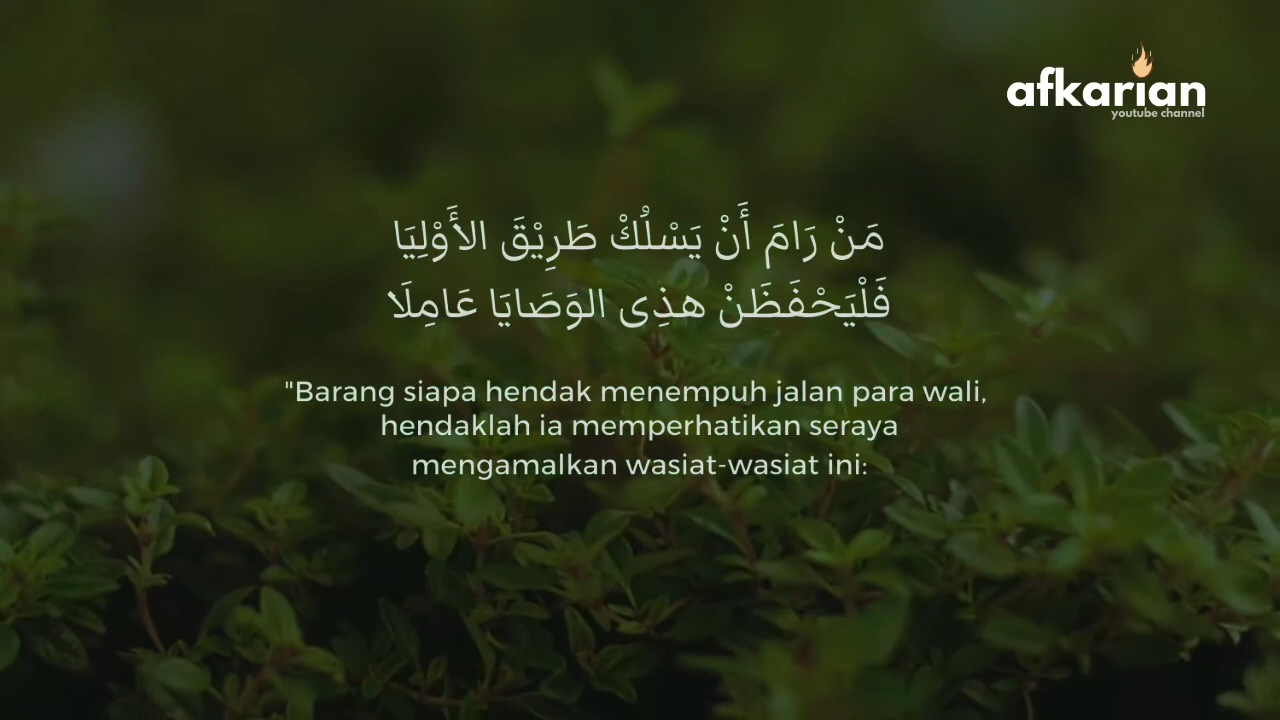 afkarian
youtube channel
مَنْ رَامَ أَنْ يَسْلُكْ طَرِيْقَ الأَوْلِيَا
فَلْيَحْفَظَنْ هذِى الوَصَايَا عَامِلَا
"Barang siapa hendak menempuh jalan para wali,
hendaklah ia memperhatikan seraya
mengamalkan wasiat-wasiat ini: